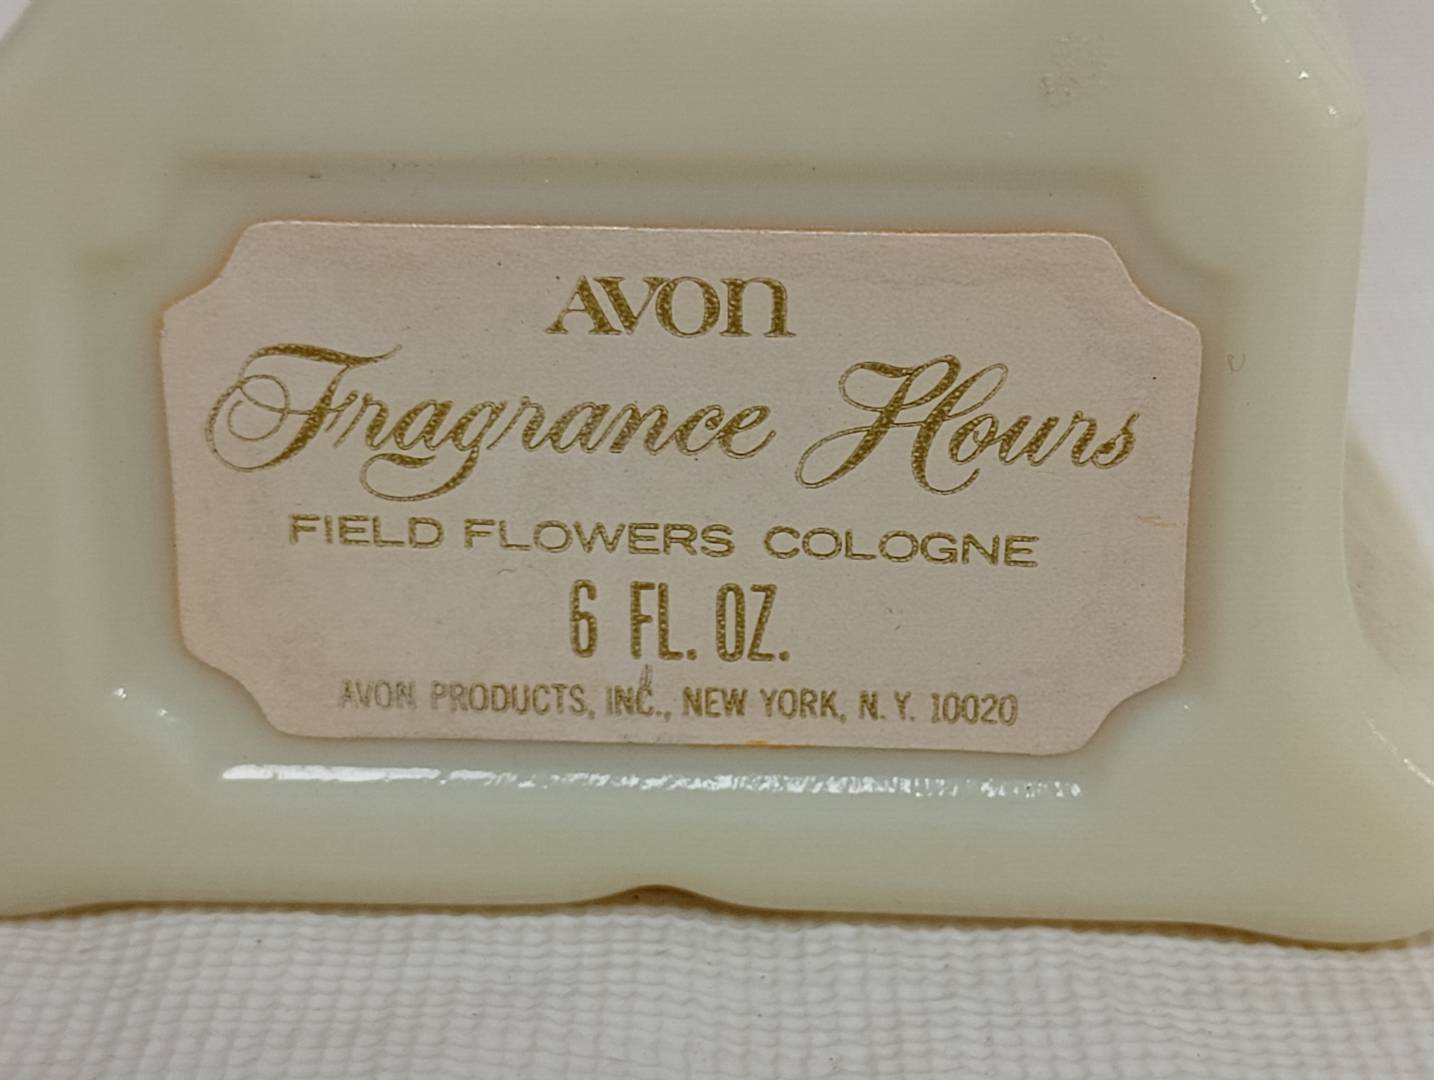 AVON
Fragrance Hours
FIELD FLOWERS COLOGNE
6 FL. OZ.
AVON PRODUCTS, INC., NEW YORK, N.Y. 10020